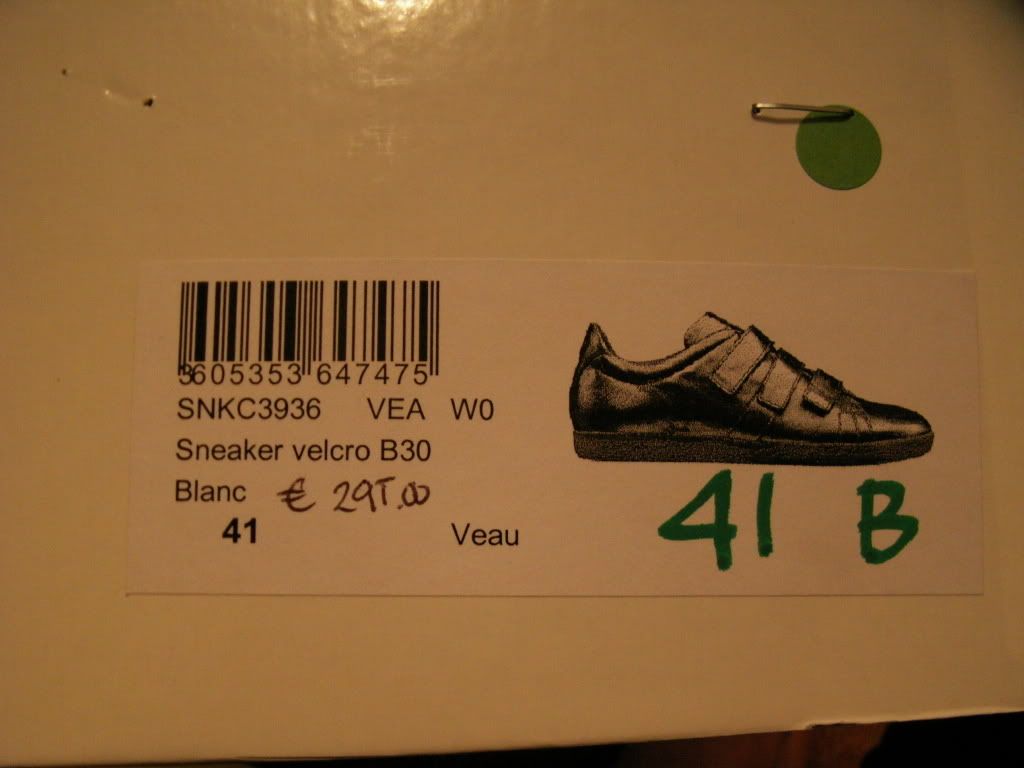 3605353 647475
SNKC3936 VEA W0
Sneaker velcro B30
Blanc € 295.00
41 Veau
41 B